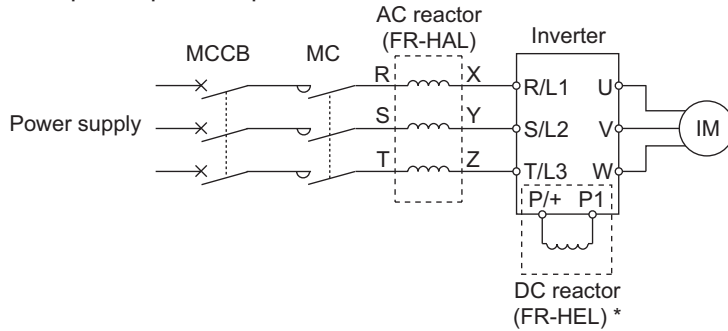 AC reactor
(FR-HAL)
Inverter
MCCB
MC
R
X
R/L1
U
Power supply
S
Y
S/L2
V
IM
T
Z
T/L3
W
P/+
P1
DC reactor
(FR-HEL) *